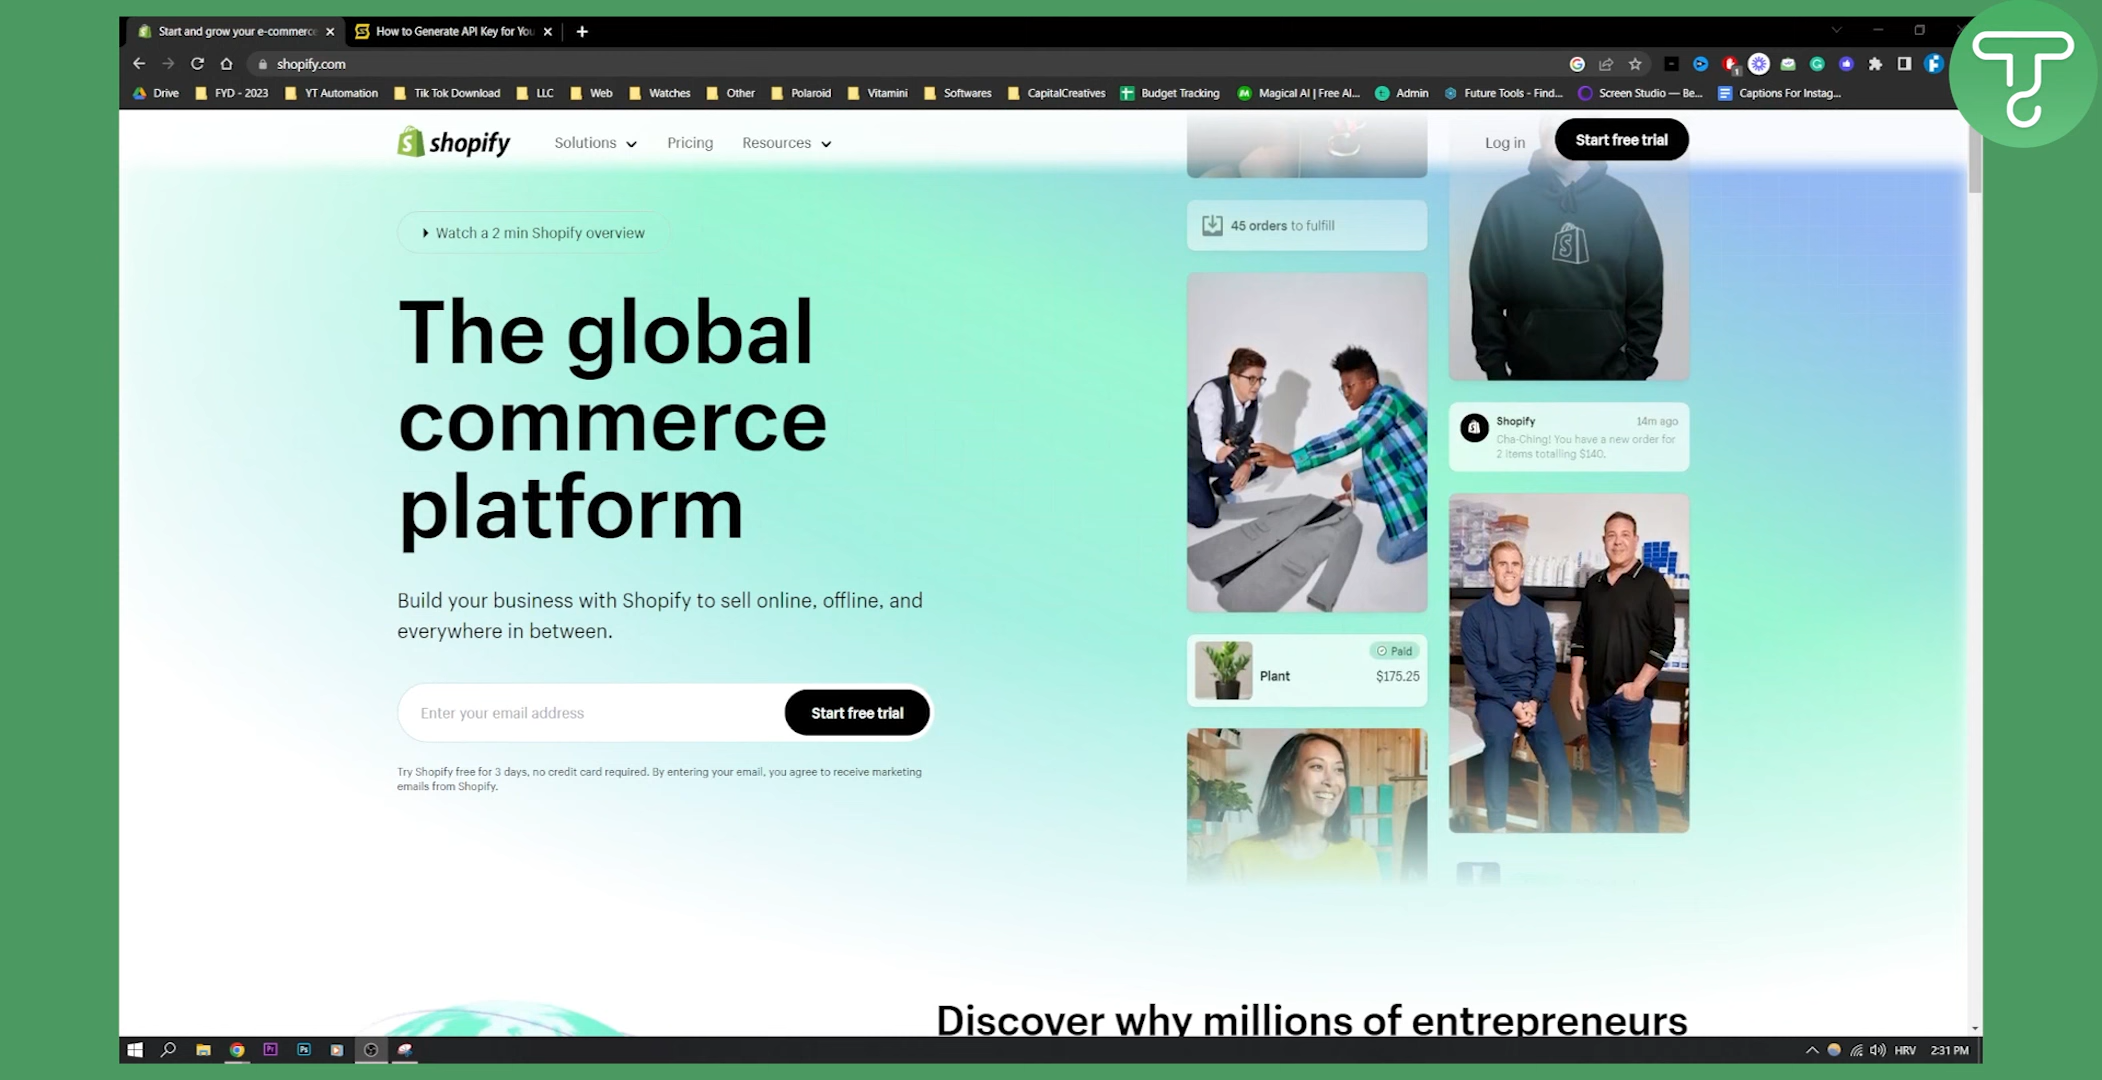 Start and grow your e-commerce
How to Generate API Key for You
shopify.com
Drive
FYD - 2023
YT Automation
Tik Tok Download
LLC
Web
Watches
Other
Polaroid
Vitamini
Softwares
CapitalCreatives
Budget Tracking
Magical AI | Free AI...
Admin
Future Tools - Find...
Screen Studio — Be...
Captions For Instag...
shopify
Solutions
Pricing
Resources
Log in
Start free trial
Watch a 2 min Shopify overview
The global
commerce
platform
Build your business with Shopify to sell online, offline, and
everywhere in between.
Enter your email address
Start free trial
Try Shopify free for 3 days, no credit card required. By entering your email, you agree to receive marketing
emails from Shopify.
45 orders to fulfill
Shopify
14m ago
Cha-Ching! You have a new order for
2 items totalling $140.
Plant
Paid
$175.25
Discover why millions of entrepreneurs
Pr
Ps
HRV
2:31 PM